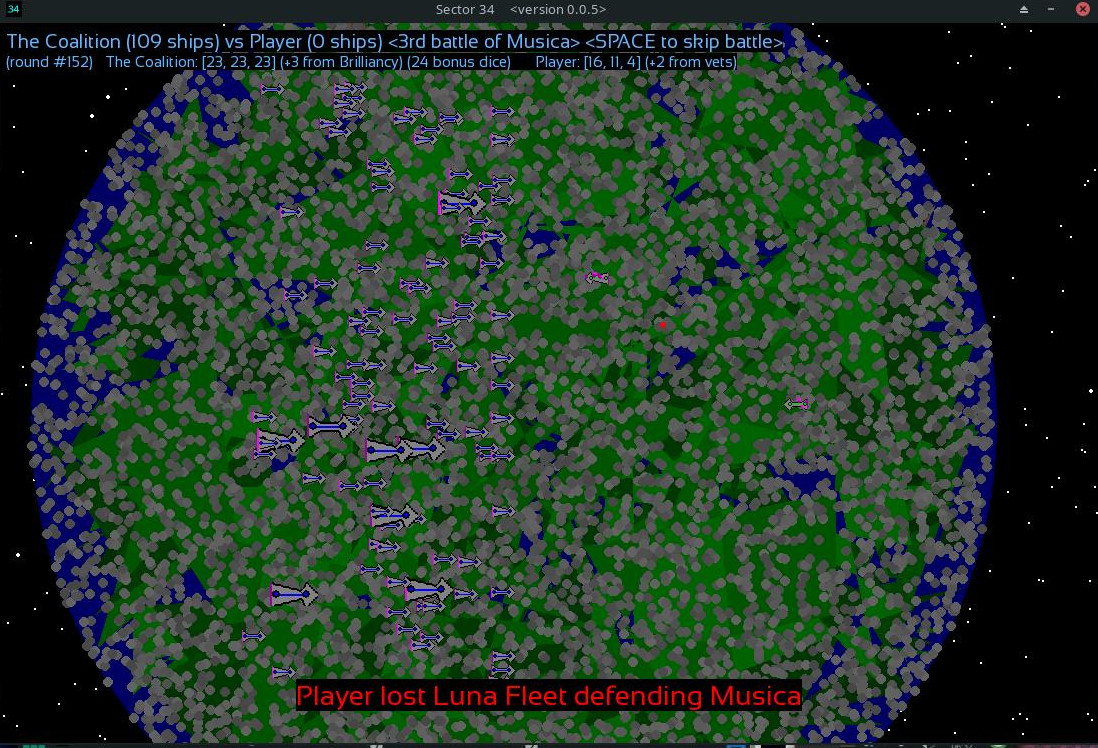 34
Sector 34 <version 0.0.5>
The Coalition (109 ships) vs Player (0 ships) <3rd battle of Musica> <SPACE to skip battle>
(round #152) The Coalition: [23, 23, 23] (+3 from Brilliancy) (24 bonus dice) Player: [16, 11, 4] (+2 from vets)
Player lost Luna Fleet defending Musica